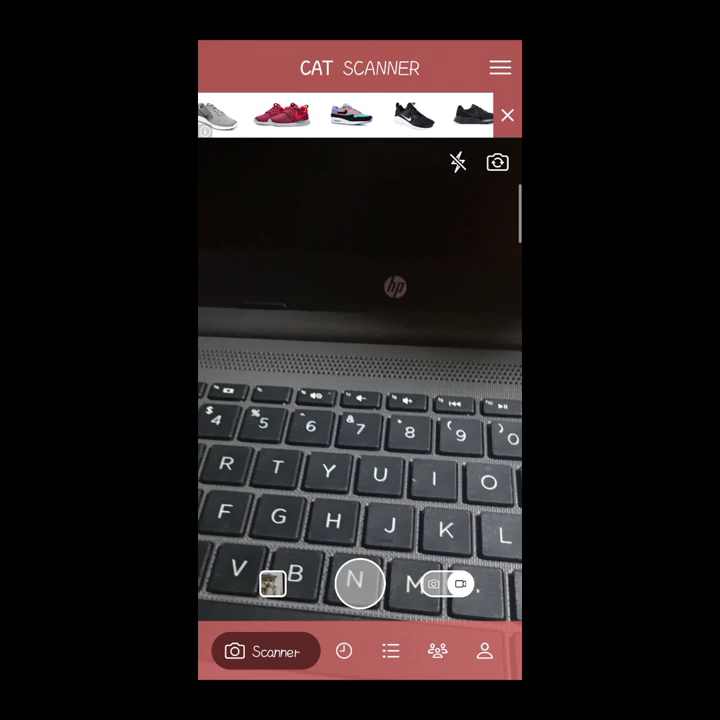 CAT SCANNER
hp
$ % ^ & * ( )
4 5 6 7 8 9 0
R T Y U I O
F G H J K L
V B N M ,
Scanner